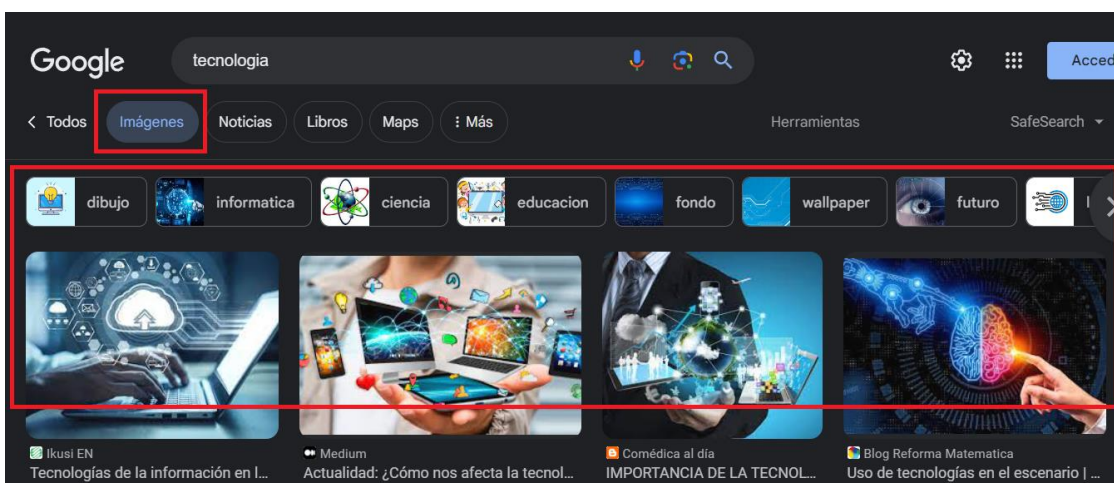 Google tecnologia Acced
Todos Imágenes Noticias Libros Maps Más Herramientas SafeSearch
dibujo informatica ciencia educacion fondo wallpaper futuro l
Ikusi EN Medium Comédica al día Blog Reforma Matematica
Tecnologías de la información en l... Actualidad: ¿Cómo nos afecta la tecnol... IMPORTANCIA DE LA TECNOL... Uso de tecnologías en el escenario | ...